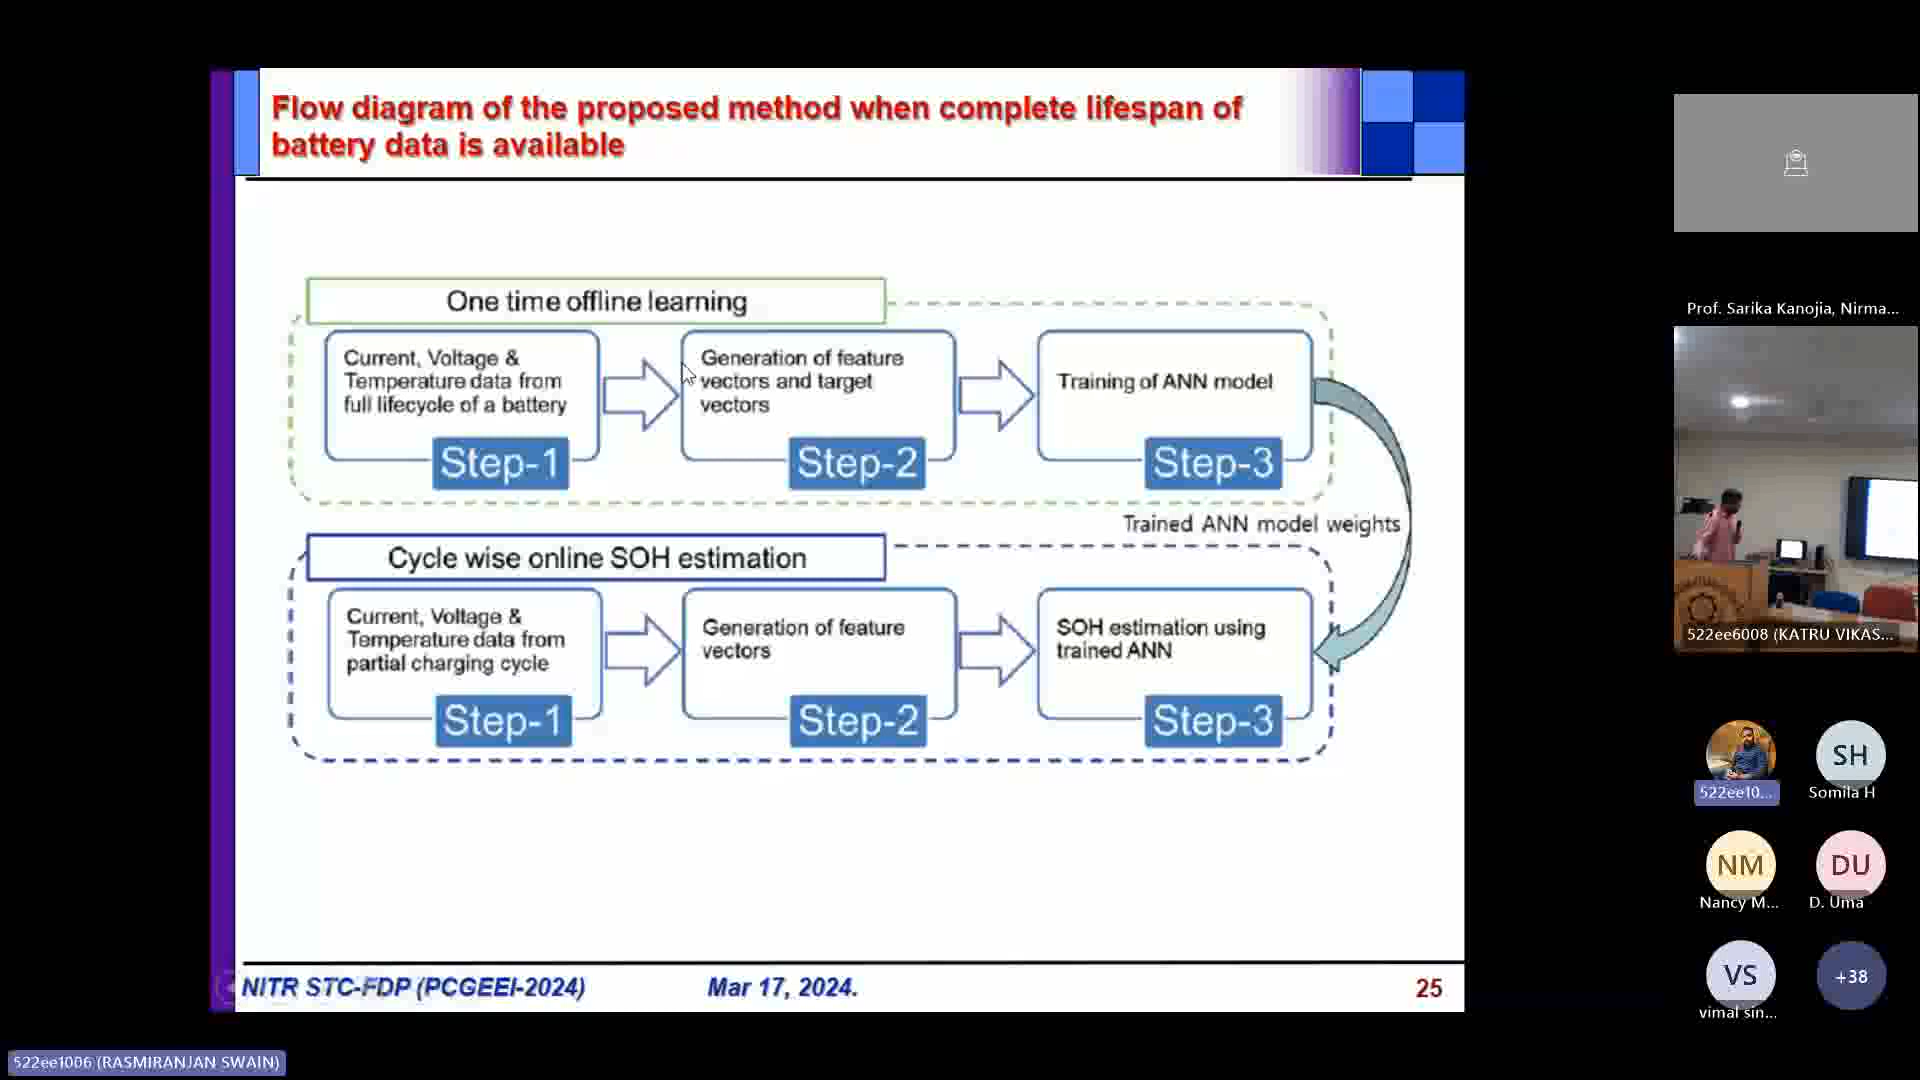 Flow diagram of the proposed method when complete lifespan of
battery data is available
One time offline learning
Current, Voltage &
Temperature data from
full lifecycle of a battery
Step-1
Generation of feature
vectors and target
vectors
Step-2
Training of ANN model
Step-3
Trained ANN model weights
Cycle wise online SOH estimation
Current, Voltage &
Temperature data from
partial charging cycle
Step-1
Generation of feature
vectors
Step-2
SOH estimation using
trained ANN
Step-3
NITR STC-FDP (PCGEEI-2024)
Mar 17, 2024.
25
Prof. Sarika Kanojia, Nirma...
522ee6008 (KATRU VIKAS...
522ee10...
SH
Somila H
NM
Nancy M...
DU
D. Uma
VS
vimal sin...
+38
522ee1006 (RASMIRANJAN SWAIN)